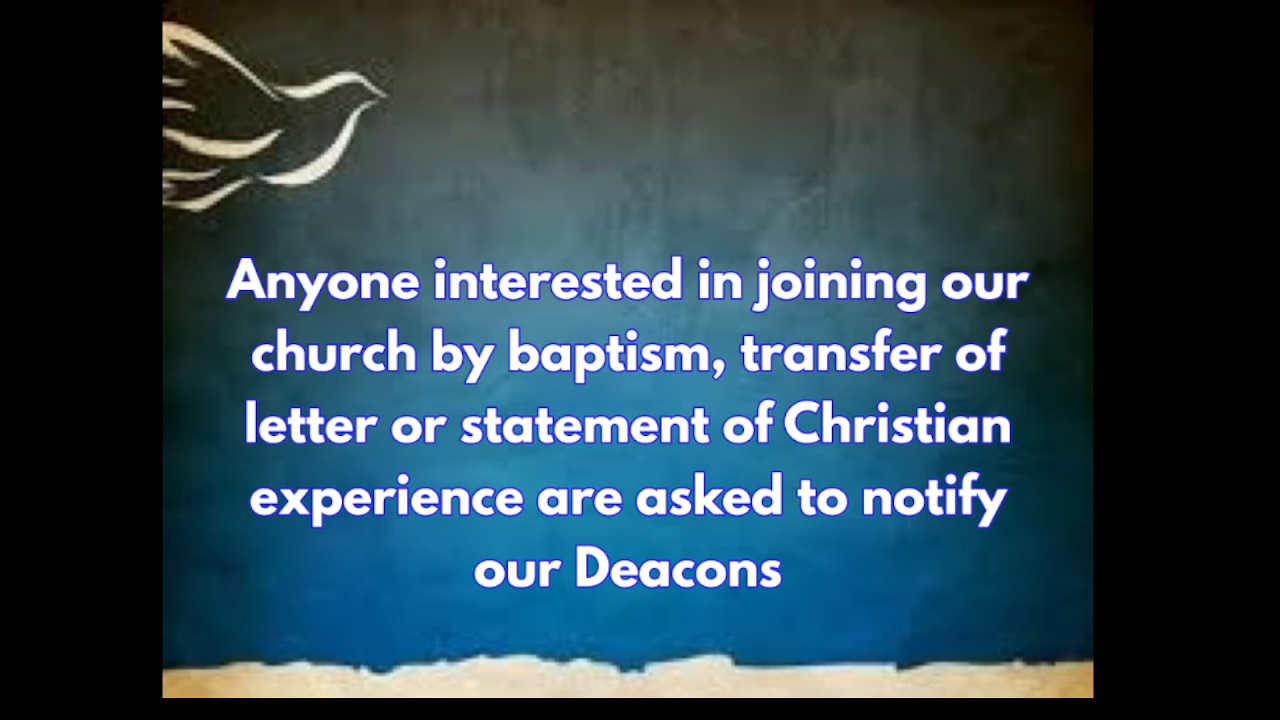 Anyone interested in joining our
church by baptism, transfer of
letter or statement of Christian
experience are asked to notify
our Deacons